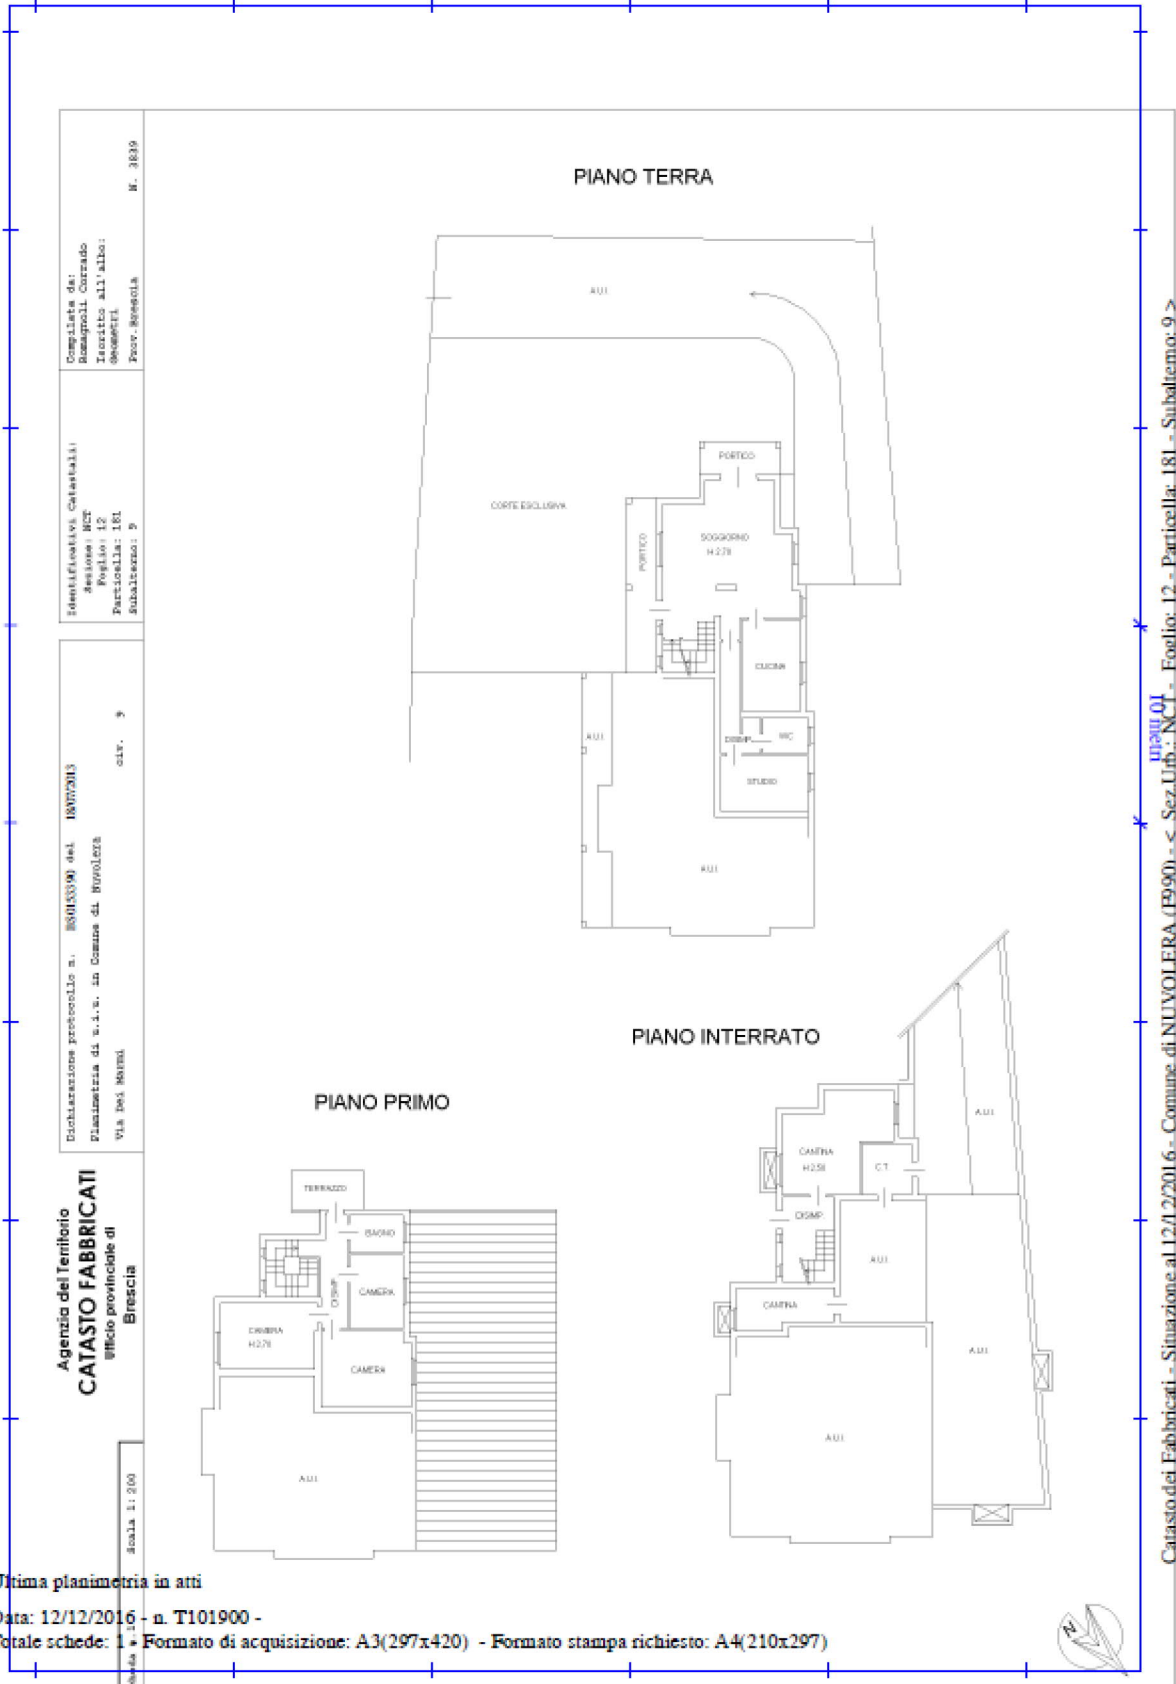 PIANO TERRA
A.U.I.
CORTE ESCLUSIVA
PORTICO
PORTICO
SOGGIORNO
H 2.70
CUCINA
A.U.I.
DISIMP.
WC
STUDIO
A.U.I.
PIANO INTERRATO
A.U.I.
CANTINA
H 2.50
C.T.
DISIMP.
A.U.I.
CANTINA
A.U.I.
A.U.I.
PIANO PRIMO
TERRAZZO
BAGNO
DISIMP.
CAMERA
CAMERA
H 2.70
CAMERA
A.U.I.
Compilata da:
Romagnoli Corrado
Iscritto all'albo:
Geometri
Prov. Brescia N. 3839
Identificativi Catastali:
Sezione: NCT
Foglio: 12
Particella: 181
Subalterno: 9
Dichiarazione protocollo n. del 18/07/2013
Planimetria di u.i.u. in Comune di Nuvolera
Via Dei Marmi civ. 9
Agenzia del Territorio
CATASTO FABBRICATI
Ufficio provinciale di
Brescia
Scala 1:200
10 metri
Catasto dei Fabbricati - Situazione al 12/12/2016 - Comune di NUVOLERA (F990) - < Sez.Urb.: NCT - Foglio: 12 - Particella: 181 - Subalterno: 9 >
Ultima planimetria in atti
Data: 12/12/2016 - n. T101900 -
Totale schede: 1 - Formato di acquisizione: A3(297x420) - Formato stampa richiesto: A4(210x297)
N